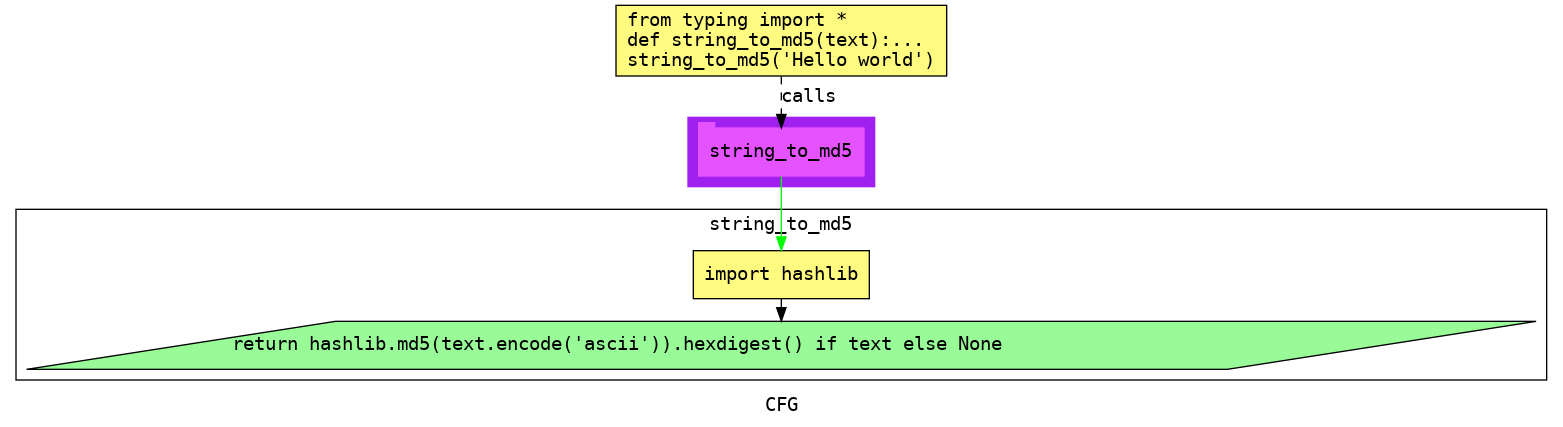 from typing import *
def string_to_md5(text):...
string_to_md5('Hello world')
calls
string_to_md5
string_to_md5
import hashlib
return hashlib.md5(text.encode('ascii')).hexdigest() if text else None
CFG